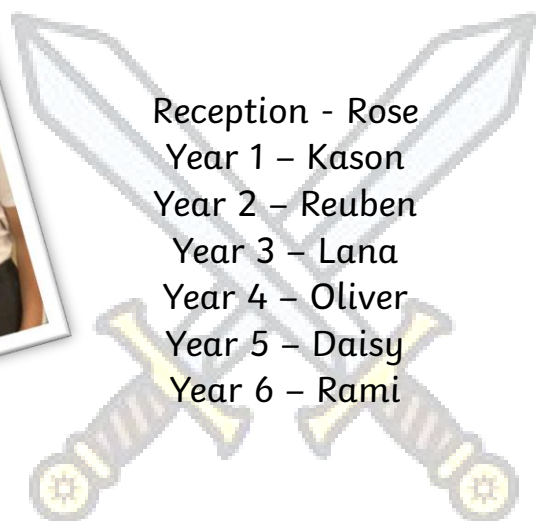 Reception - Rose
Year 1 – Kason
Year 2 – Reuben
Year 3 – Lana
Year 4 – Oliver
Year 5 – Daisy
Year 6 – Rami